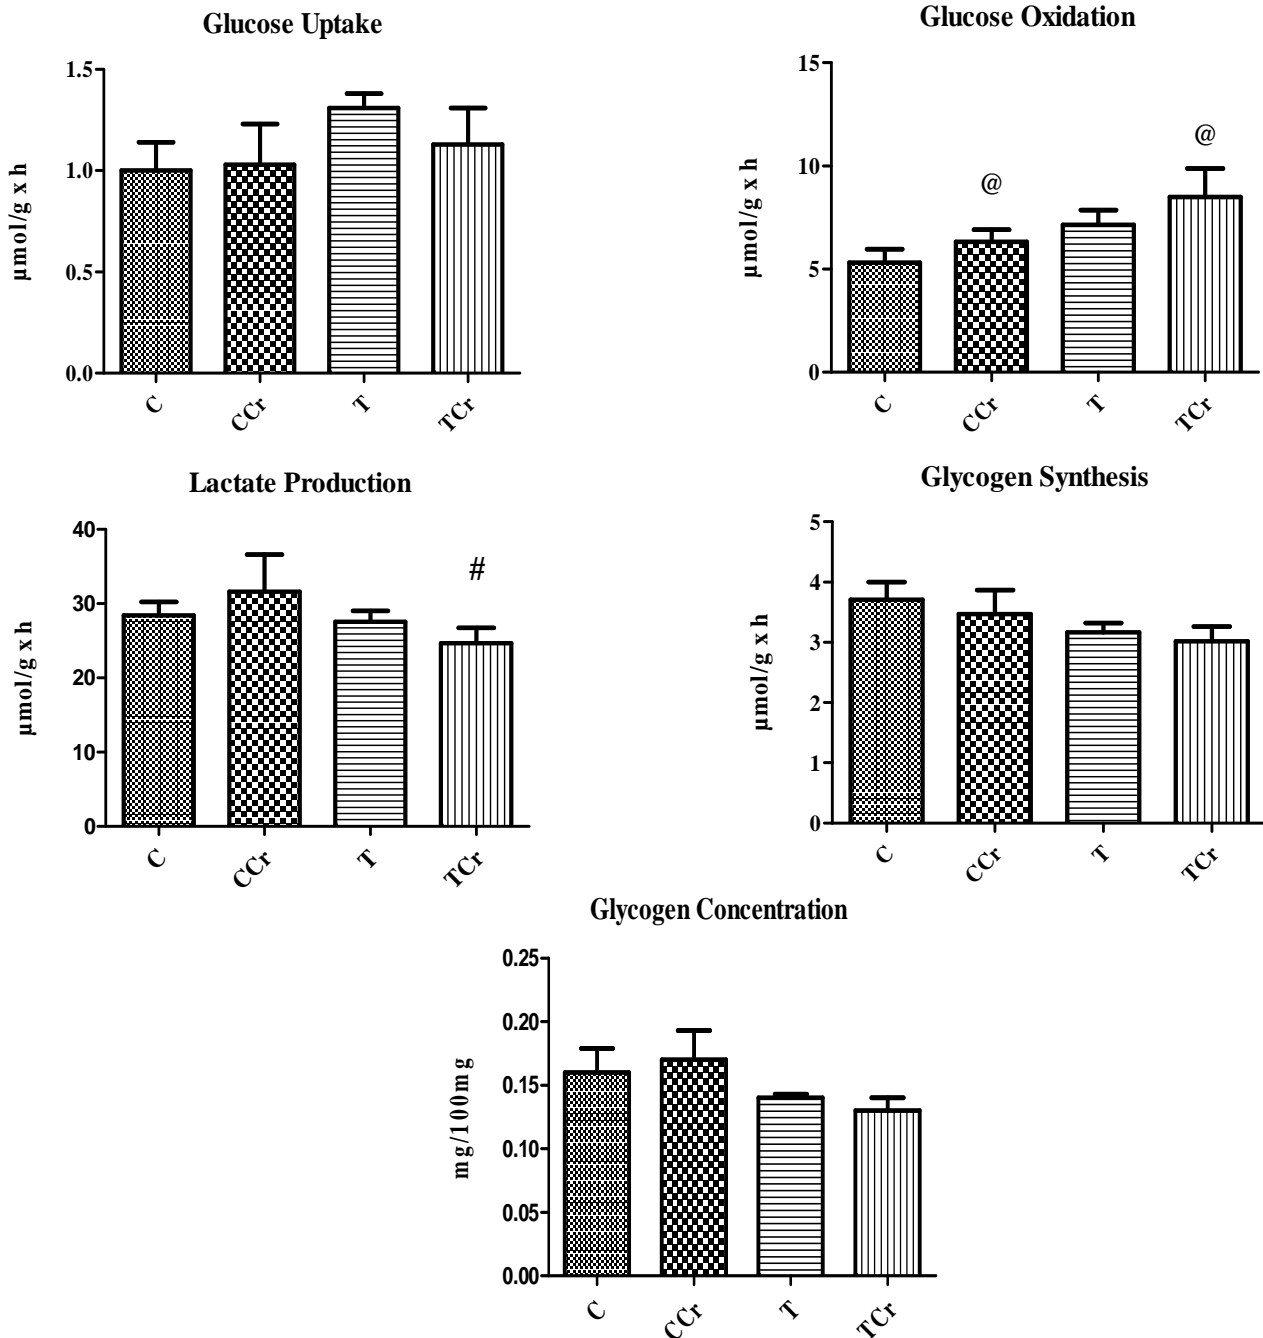 Glucose Uptake
1.5
1.0
0.5
0.0
µmol/g x h
C
CCr
T
TCr
Glucose Oxidation
15
10
5
0
µmol/g x h
@
@
C
CCr
T
TCr
Lactate Production
40
30
20
10
0
µmol/g x h
#
C
CCr
T
TCr
Glycogen Synthesis
5
4
3
2
1
0
µmol/g x h
C
CCr
T
TCr
Glycogen Concentration
0.25
0.20
0.15
0.10
0.05
0.00
mg/100mg
C
CCr
T
TCr